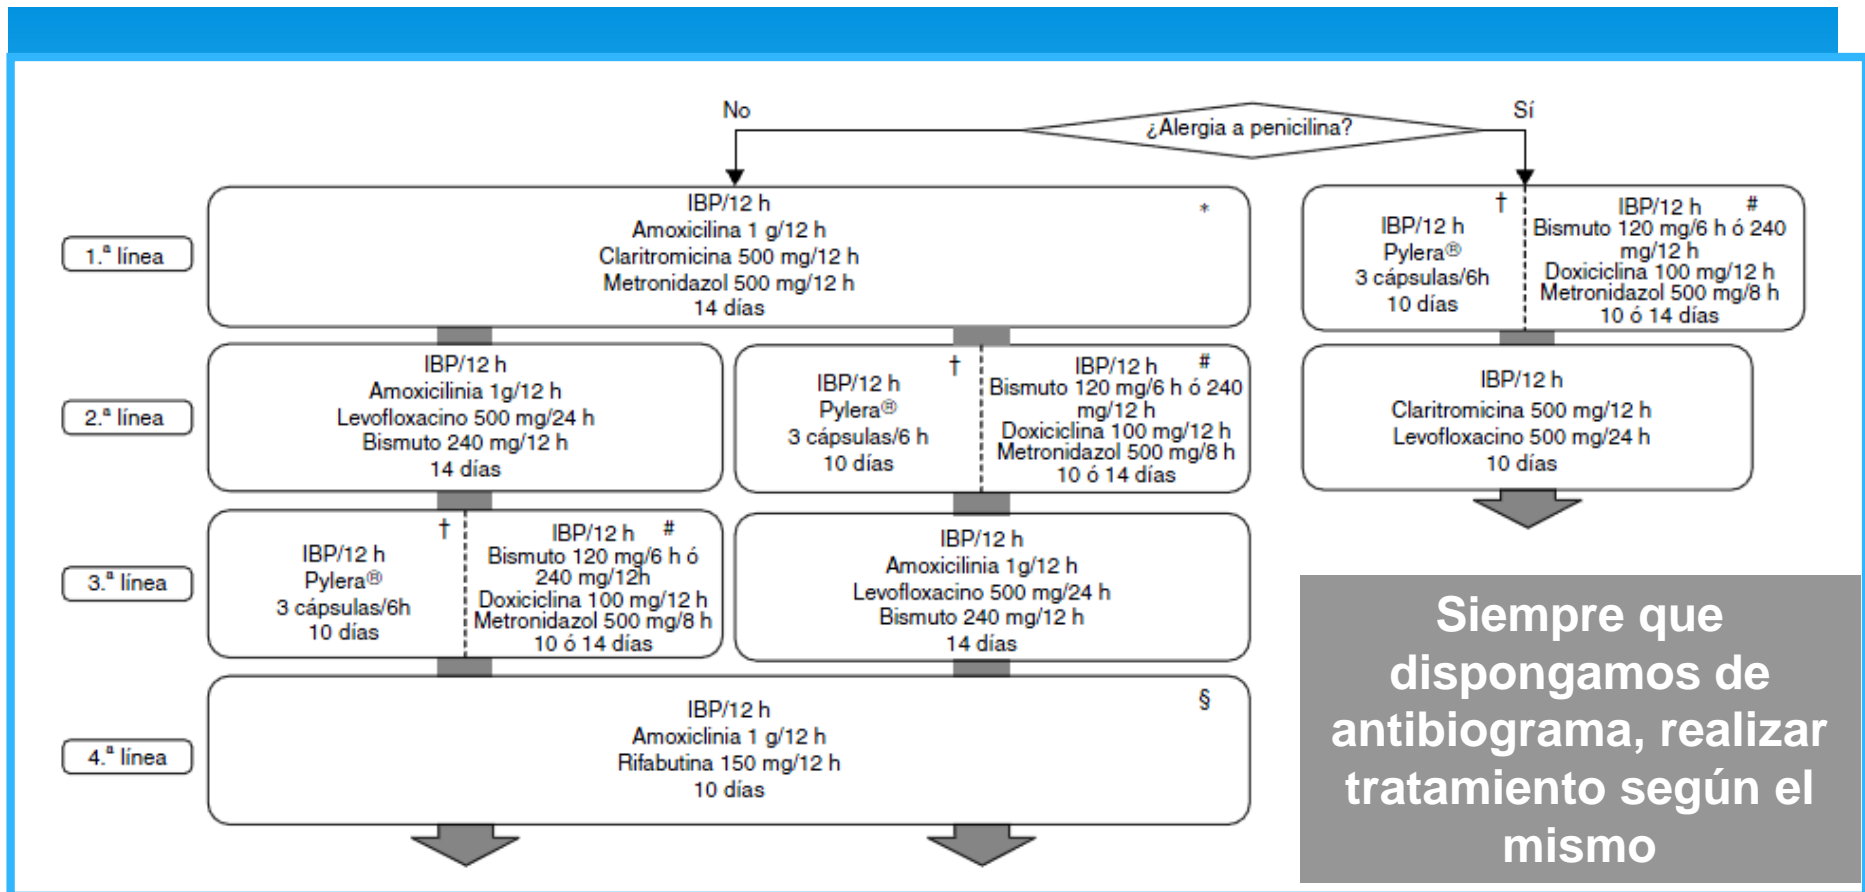 No
¿Alergia a penicilina?
Sí
1.ª línea
IBP/12 h
*
Amoxicilina 1 g/12 h
Claritromicina 500 mg/12 h
Metronidazol 500 mg/12 h
14 días
†
IBP/12 h
Pylera®
3 cápsulas/6h
10 días
IBP/12 h #
Bismuto 120 mg/6 h ó 240
mg/12 h
Doxiciclina 100 mg/12 h
Metronidazol 500 mg/8 h
10 ó 14 días
2.ª línea
IBP/12 h
Amoxicilinia 1g/12 h
Levofloxacino 500 mg/24 h
Bismuto 240 mg/12 h
14 días
†
IBP/12 h
Pylera®
3 cápsulas/6 h
10 días
IBP/12 h #
Bismuto 120 mg/6 h ó 240
mg/12 h
Doxiciclina 100 mg/12 h
Metronidazol 500 mg/8 h
10 ó 14 días
IBP/12 h
Claritromicina 500 mg/12 h
Levofloxacino 500 mg/24 h
10 días
3.ª línea
†
IBP/12 h
Pylera®
3 cápsulas/6h
10 días
IBP/12 h #
Bismuto 120 mg/6 h ó
240 mg/12h
Doxiciclina 100 mg/12 h
Metronidazol 500 mg/8 h
10 ó 14 días
IBP/12 h
Amoxicilinia 1g/12 h
Levofloxacino 500 mg/24 h
Bismuto 240 mg/12 h
14 días
4.ª línea
IBP/12 h
§
Amoxiclinia 1 g/12 h
Rifabutina 150 mg/12 h
10 días
Siempre que
dispongamos de
antibiograma, realizar
tratamiento según el
mismo